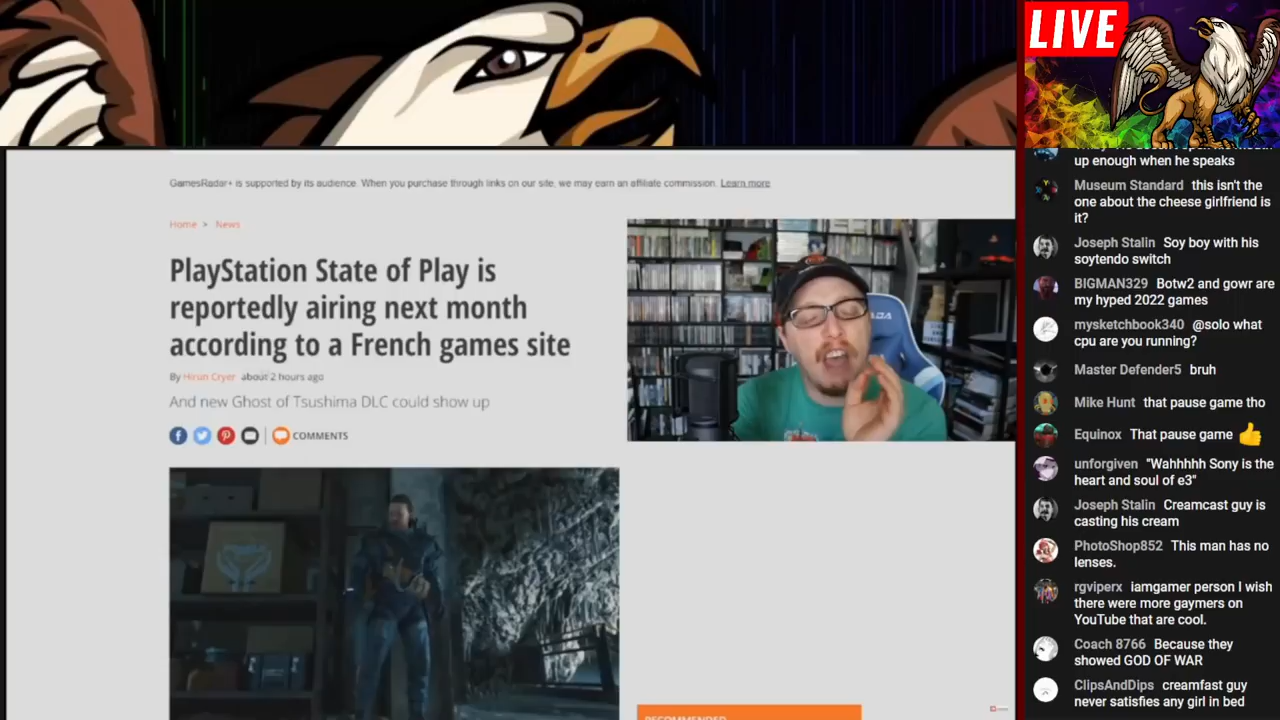 LIVE
GamesRadar+ is supported by its audience. When you purchase through links on our site, we may earn an affiliate commission. Learn more
Home > News
PlayStation State of Play is
reportedly airing next month
according to a French games site
By Hirun Cryer about 2 hours ago
And new Ghost of Tsushima DLC could show up
COMMENTS
RECOMMENDED
up enough when he speaks
Museum Standard this isn't the
one about the cheese girlfriend is
it?
Joseph Stalin Soy boy with his
soytendo switch
BIGMAN329 Botw2 and gowr are
my hyped 2022 games
mysketchbook340 @solo what
cpu are you running?
Master Defender5 bruh
Mike Hunt that pause game tho
Equinox That pause game 👍
unforgiven "Wahhhhh Sony is the
heart and soul of e3"
Joseph Stalin Creamcast guy is
casting his cream
PhotoShop852 This man has no
lenses.
rgviperx iamgamer person I wish
there were more gaymers on
YouTube that are cool.
Coach 8766 Because they
showed GOD OF WAR
ClipsAndDips creamfast guy
never satisfies any girl in bed